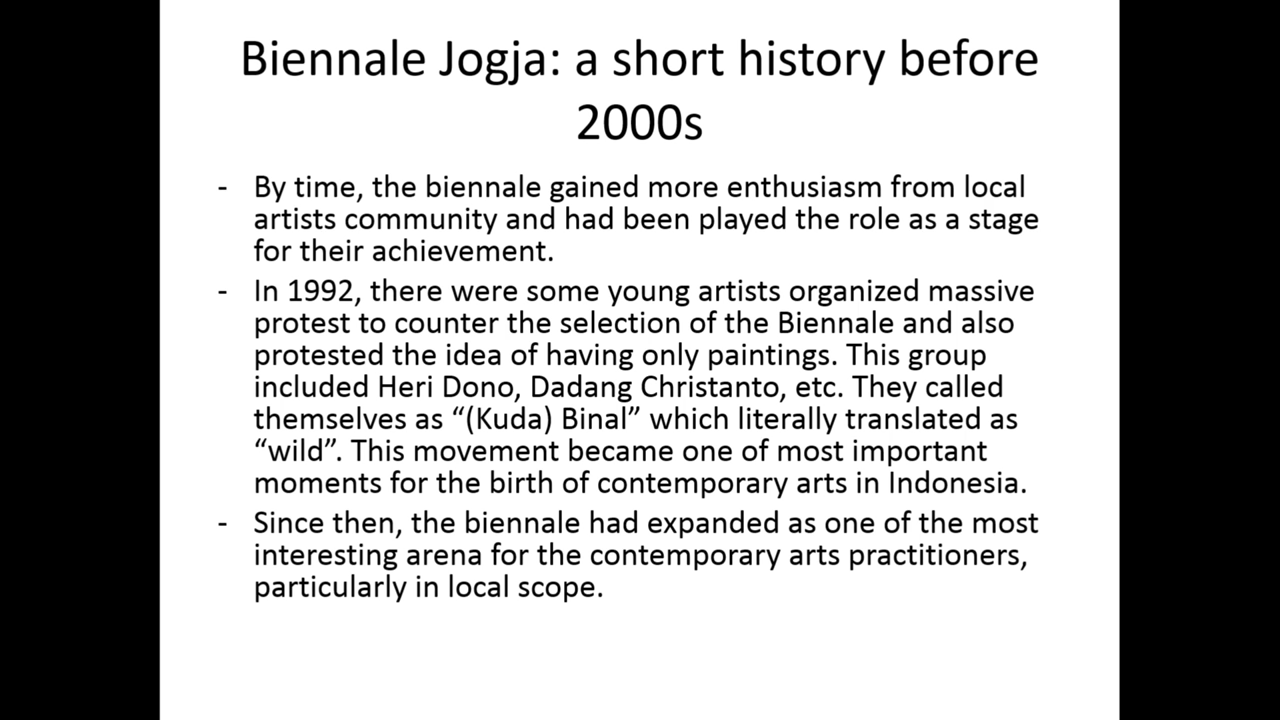 Biennale Jogja: a short history before
2000s
- By time, the biennale gained more enthusiasm from local
artists community and had been played the role as a stage
for their achievement.
- In 1992, there were some young artists organized massive
protest to counter the selection of the Biennale and also
protested the idea of having only paintings. This group
included Heri Dono, Dadang Christanto, etc. They called
themselves as “(Kuda) Binal” which literally translated as
“wild”. This movement became one of most important
moments for the birth of contemporary arts in Indonesia.
- Since then, the biennale had expanded as one of the most
interesting arena for the contemporary arts practitioners,
particularly in local scope.